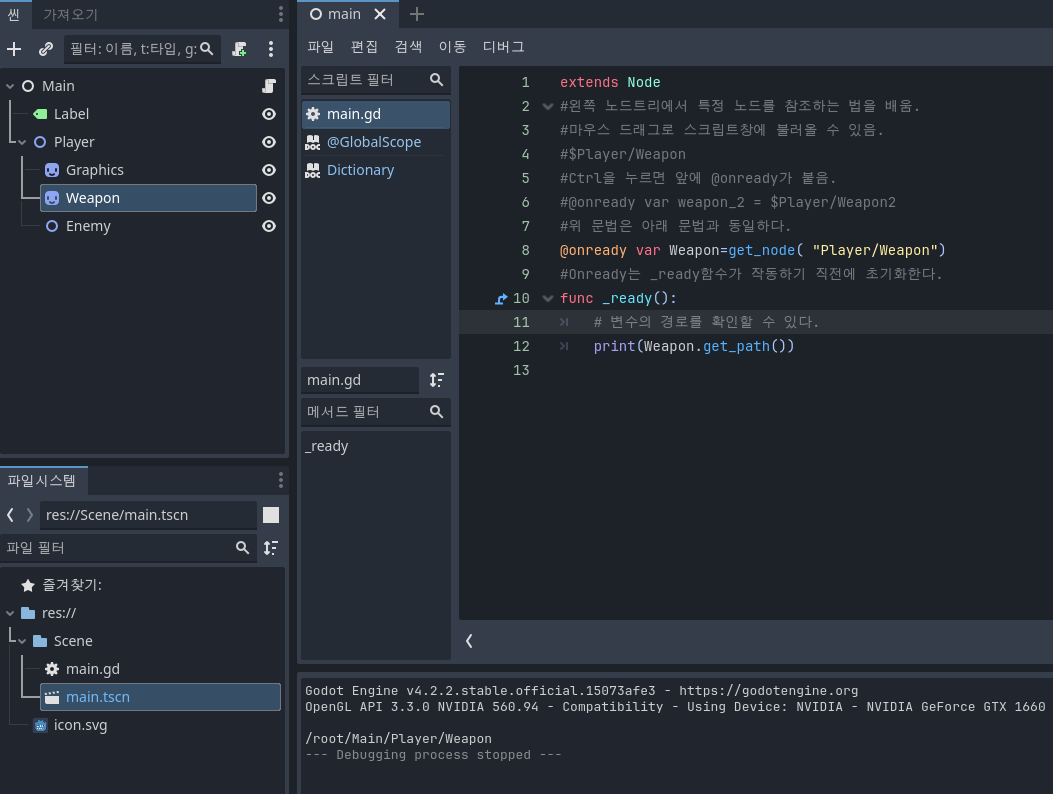 씬
가져오기
필터: 이름, t:타입, g:
Main
Label
Player
Graphics
Weapon
Enemy
파일시스템
res://Scene/main.tscn
파일 필터
즐겨찾기:
res://
Scene
main.gd
main.tscn
icon.svg
main
파일 편집 검색 이동 디버그
스크립트 필터
main.gd
@GlobalScope
Dictionary
main.gd
메서드 필터
_ready
1 extends Node
2 #왼쪽 노드트리에서 특정 노드를 참조하는 법을 배움.
3 #마우스 드래그로 스크립트창에 불러올 수 있음.
4 #$Player/Weapon
5 #Ctrl을 누르면 앞에 @onready가 붙음.
6 #@onready var weapon_2 = $Player/Weapon2
7 #위 문법은 아래 문법과 동일하다.
8 @onready var Weapon=get_node( "Player/Weapon")
9 #Onready는 _ready함수가 작동하기 직전에 초기화한다.
10 func _ready():
11 # 변수의 경로를 확인할 수 있다.
12 print(Weapon.get_path())
13
Godot Engine v4.2.2.stable.official.15073afe3 - https://godotengine.org
OpenGL API 3.3.0 NVIDIA 560.94 - Compatibility - Using Device: NVIDIA - NVIDIA GeForce GTX 1660
/root/Main/Player/Weapon
--- Debugging process stopped ---